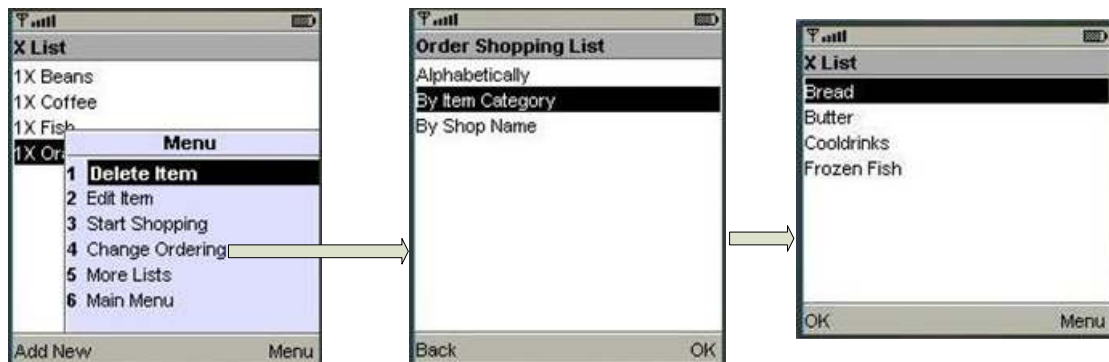 X List
1X Beans
1X Coffee
1X Fish
1X Or
Menu
1 Delete Item
2 Edit Item
3 Start Shopping
4 Change Ordering
5 More Lists
6 Main Menu
Add New Menu
Order Shopping List
Alphabetically
By Item Category
By Shop Name
Back OK
X List
Bread
Butter
Cooldrinks
Frozen Fish
OK Menu